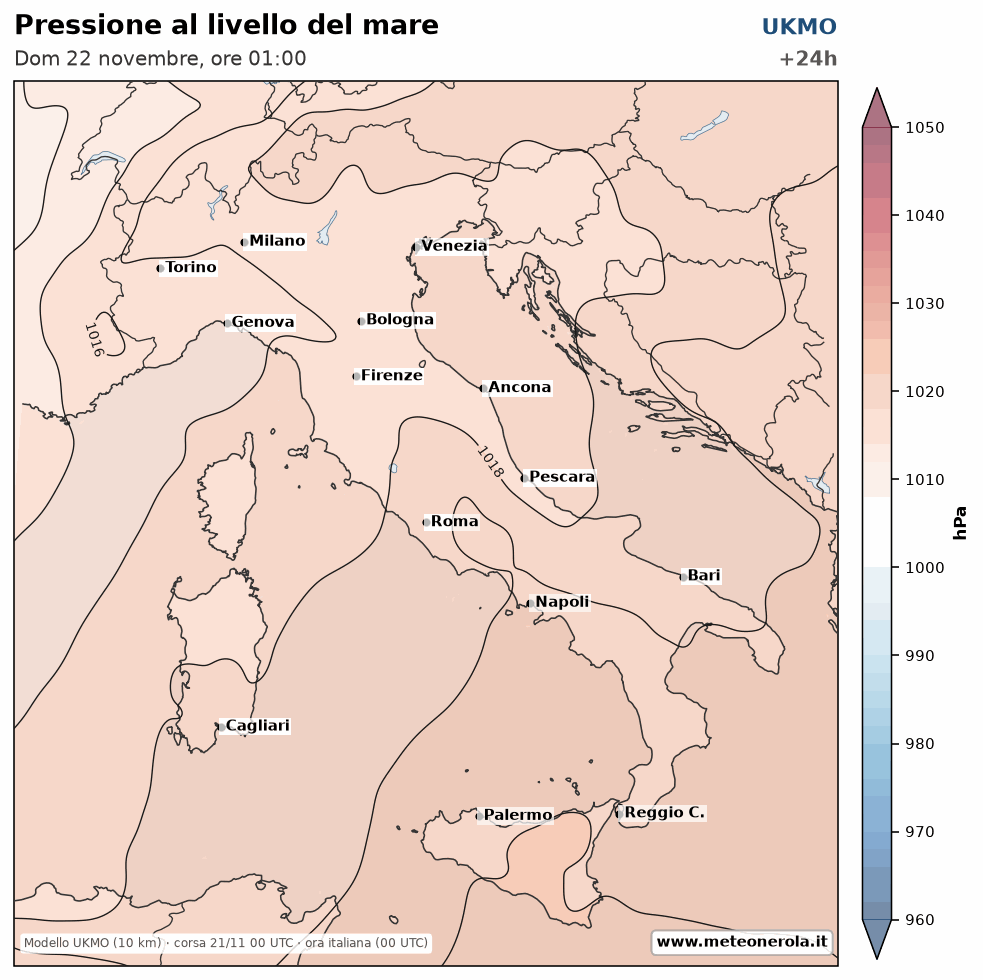 Pressione al livello del mare
UKMO
Dom 22 novembre, ore 01:00
+24h
1050
1040
1030
1020
1010
1000
990
980
970
960
hPa
Milano
Venezia
Torino
Genova
Bologna
1016
Firenze
Ancona
1018
Pescara
Roma
Bari
Napoli
Cagliari
Palermo
Reggio C.
Modello UKMO (10 km) · corsa 21/11 00 UTC · ora italiana (00 UTC)
www.meteonerola.it